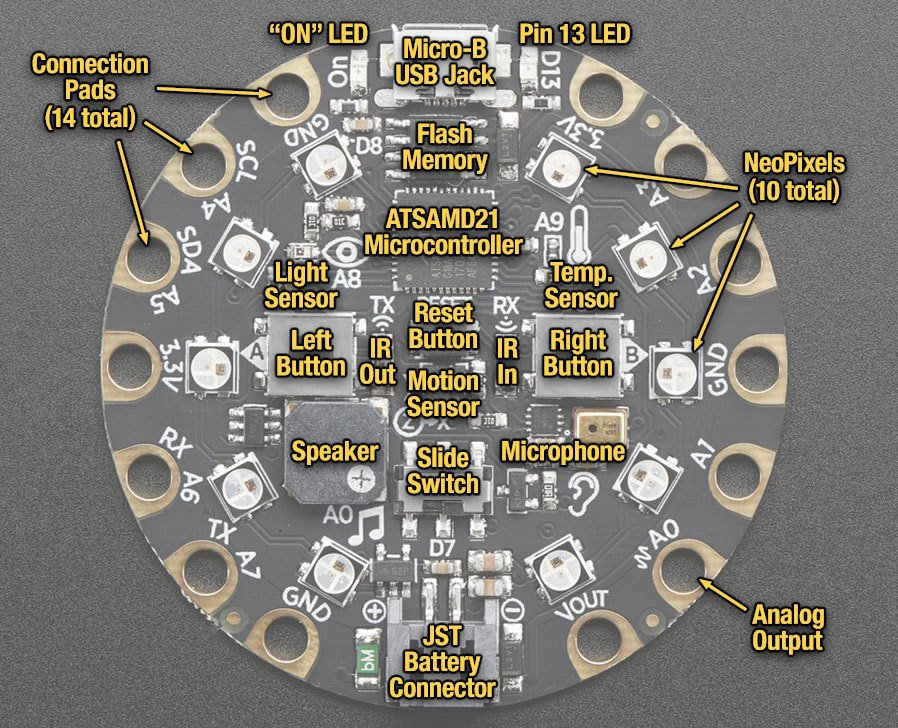 “ON” LED
Pin 13 LED
Micro-B
USB Jack
Connection
Pads
(14 total)
On
D13
GND
D8
3.3V
Flash
Memory
NeoPixels
(10 total)
SCL
A4
A3
ATSAMD21
Microcontroller
A9
SDA
A5
A8
A2
Light
Sensor
Temp.
Sensor
TX
RX
Reset
Button
3.3V
A
Left
Button
IR
Out
IR
In
Right
Button
B
GND
Motion
Sensor
RX
A6
Speaker
Slide
Switch
Microphone
A1
TX
A7
A0
D7
A0
GND
VOUT
Analog
Output
JST
Battery
Connector